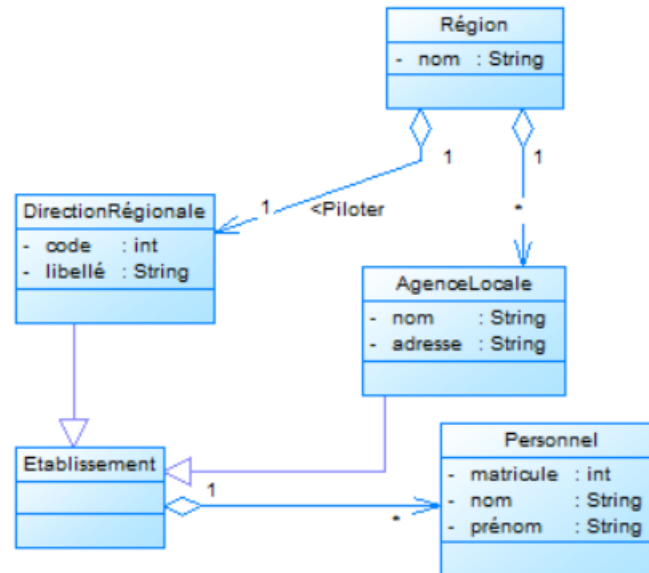 Région
- nom : String
1
1
1
<Piloter
*
DirectionRégionale
- code : int
- libellé : String
AgenceLocale
- nom : String
- adresse : String
Etablissement
1
*
Personnel
- matricule : int
- nom : String
- prénom : String